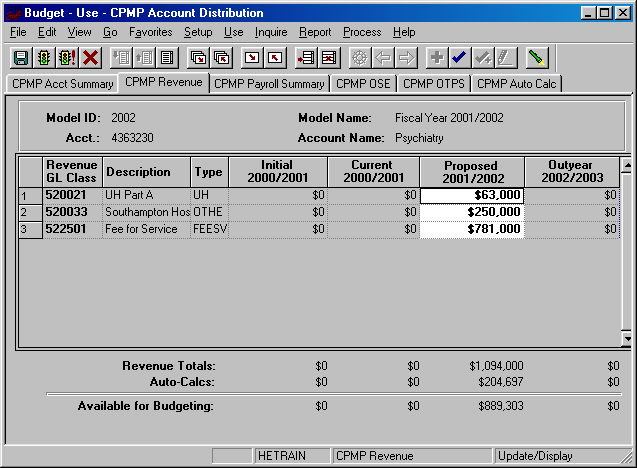 Budget - Use - CPMP Account Distribution
File Edit View Go Favorites Setup Use Inquire Report Process Help
CPMP Acct Summary CPMP Revenue CPMP Payroll Summary CPMP OSE CPMP OTPS CPMP Auto Calc
Model ID: 2002 Model Name: Fiscal Year 2001/2002
Acct.: 4363230 Account Name: Psychiatry
Revenue Description Type Initial Current Proposed Outyear
GL Class 2000/2001 2000/2001 2001/2002 2002/2003
1 520021 UH Part A UH $0 $0 $63,000 $0
2 520033 Southampton Hos OTHE $0 $0 $250,000 $0
3 522501 Fee for Service FEESV $0 $0 $781,000 $0
Revenue Totals: $0 $0 $1,094,000 $0
Auto-Calcs: $0 $0 $204,697 $0
Available for Budgeting: $0 $0 $889,303 $0
HETRAIN CPMP Revenue Update/Display